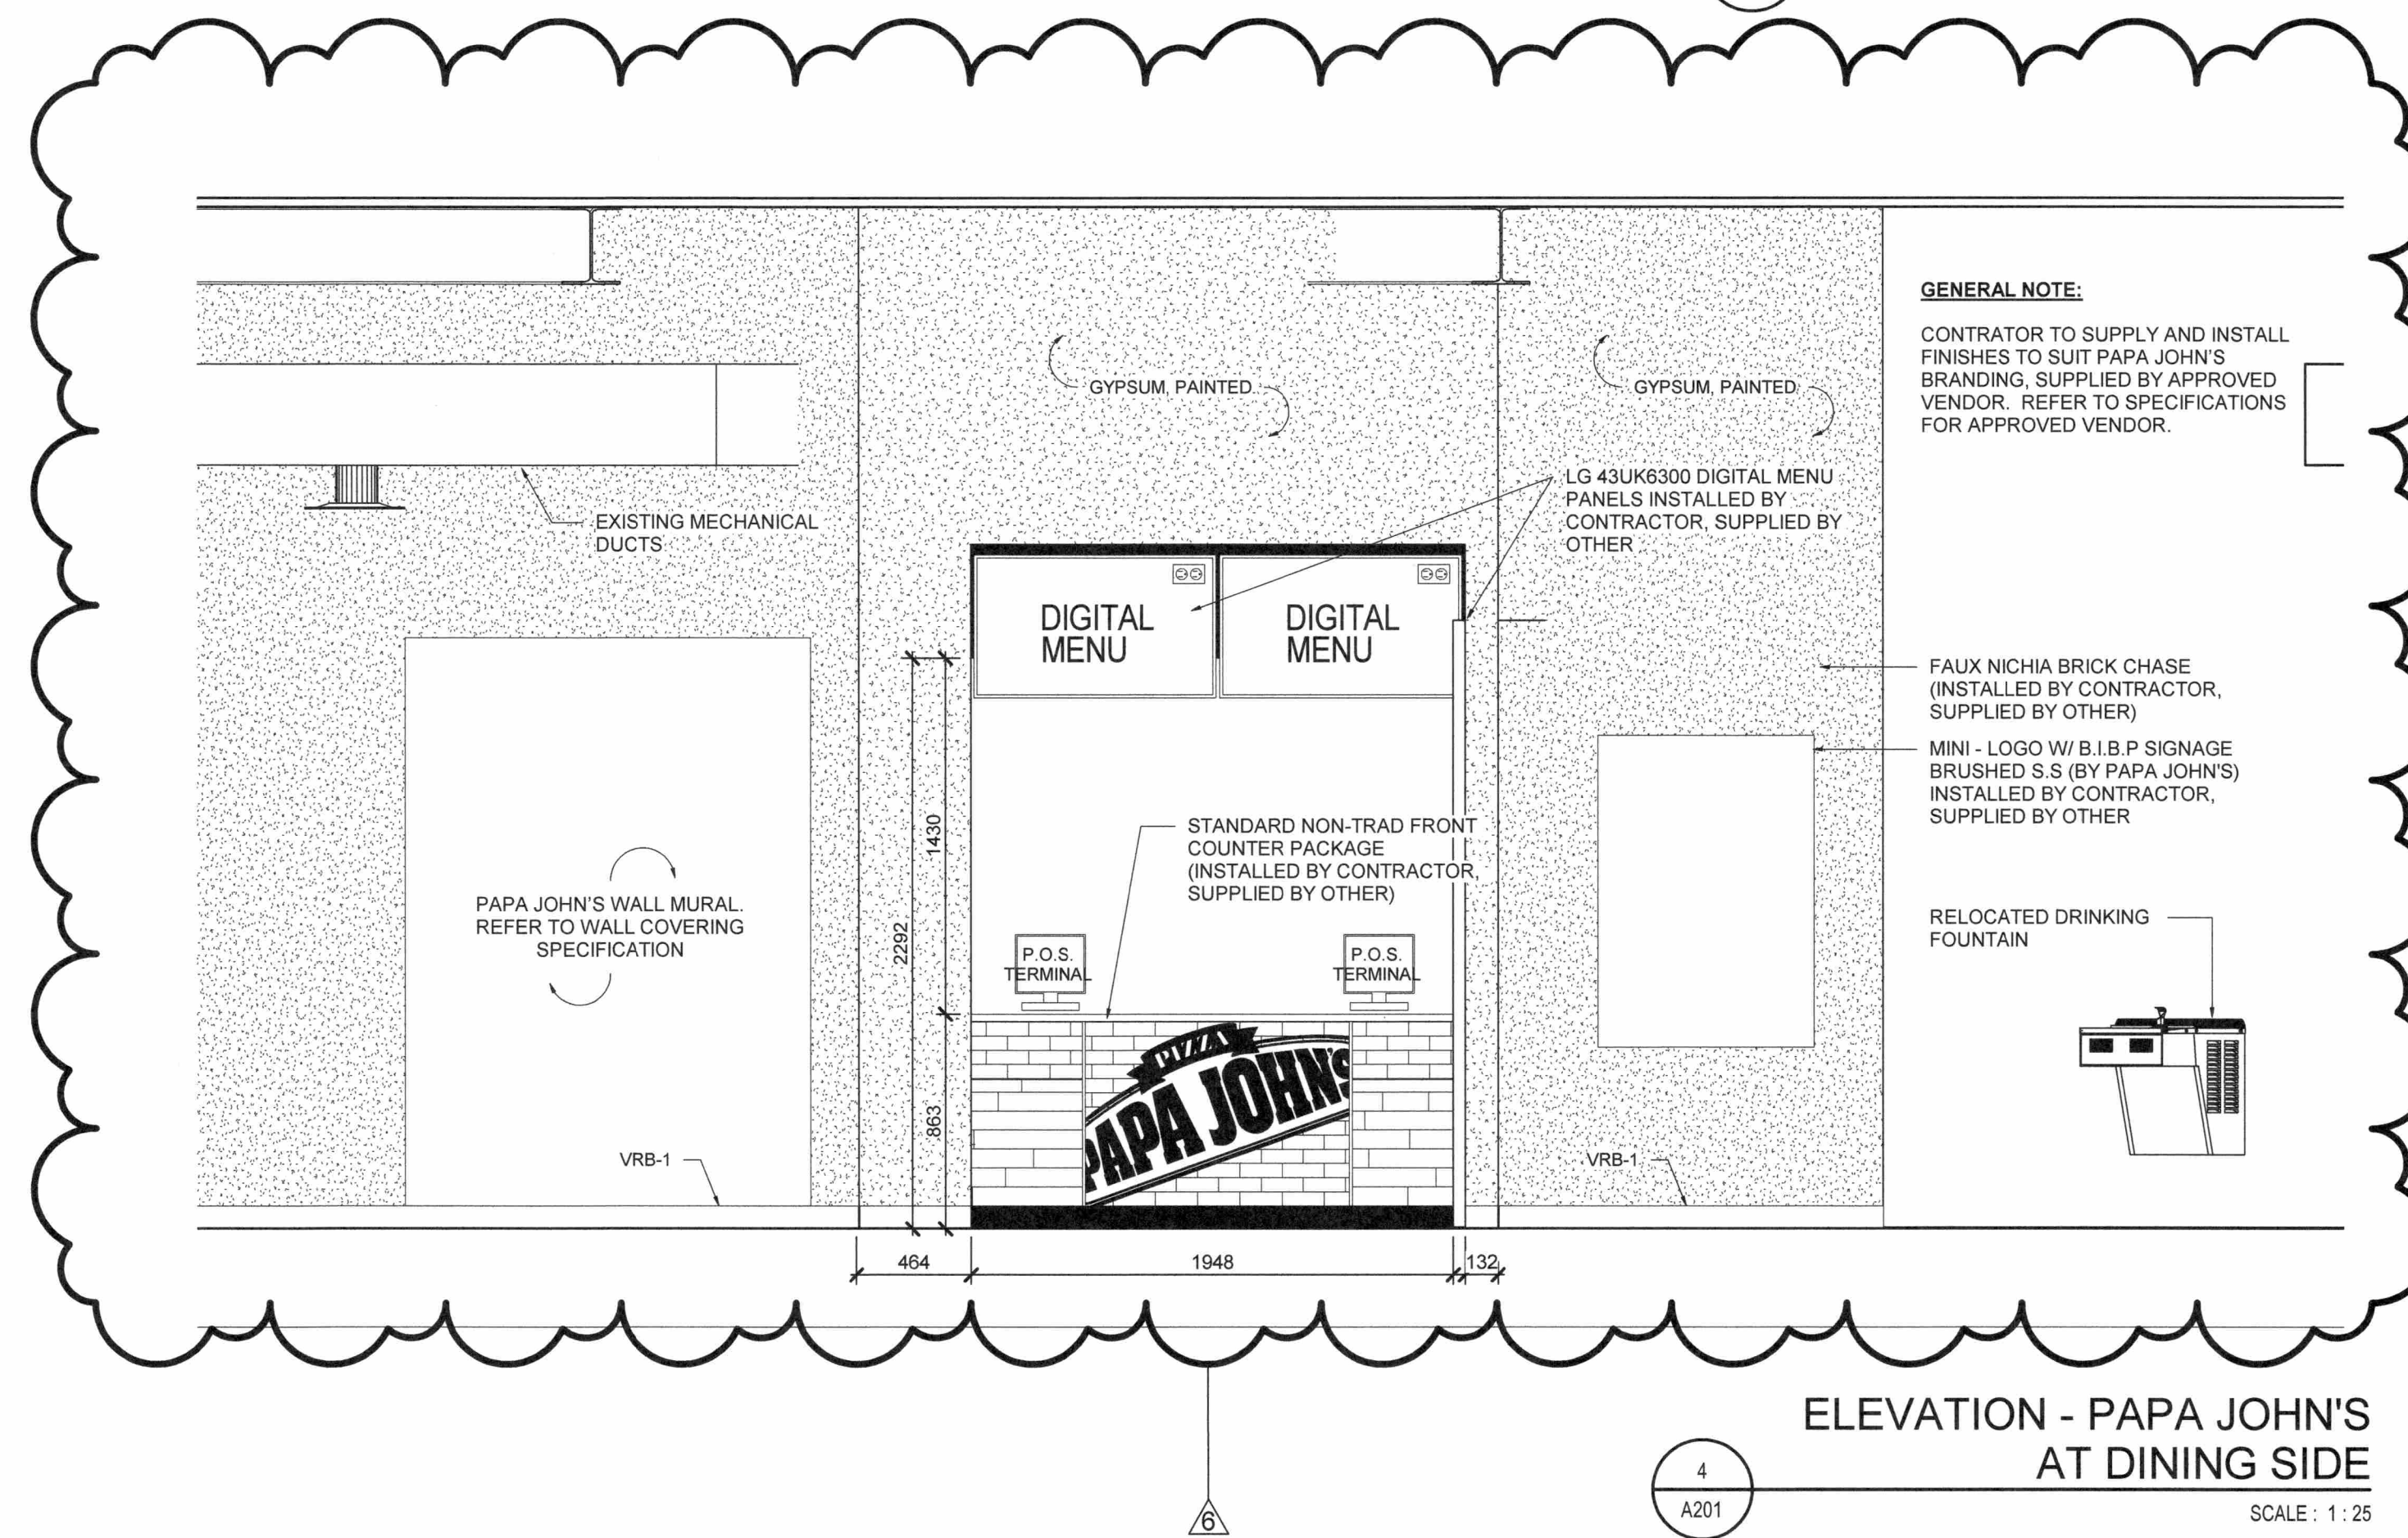 GENERAL NOTE:
CONTRATOR TO SUPPLY AND INSTALL
FINISHES TO SUIT PAPA JOHN'S
BRANDING, SUPPLIED BY APPROVED
VENDOR. REFER TO SPECIFICATIONS
FOR APPROVED VENDOR.
GYPSUM, PAINTED
GYPSUM, PAINTED
LG 43UK6300 DIGITAL MENU
PANELS INSTALLED BY
CONTRACTOR, SUPPLIED BY
OTHER
EXISTING MECHANICAL
DUCTS
DIGITAL
MENU
DIGITAL
MENU
FAUX NICHIA BRICK CHASE
(INSTALLED BY CONTRACTOR,
SUPPLIED BY OTHER)
MINI - LOGO W/ B.I.B.P SIGNAGE
BRUSHED S.S (BY PAPA JOHN'S)
INSTALLED BY CONTRACTOR,
SUPPLIED BY OTHER
STANDARD NON-TRAD FRONT
COUNTER PACKAGE
(INSTALLED BY CONTRACTOR,
SUPPLIED BY OTHER)
1430
2292
863
PAPA JOHN'S WALL MURAL.
REFER TO WALL COVERING
SPECIFICATION
P.O.S.
TERMINAL
P.O.S.
TERMINAL
RELOCATED DRINKING
FOUNTAIN
PIZZA
PAPA JOHN'S
VRB-1
VRB-1
464
1948
132
6
ELEVATION - PAPA JOHN'S
AT DINING SIDE
4
A201
SCALE : 1 : 25